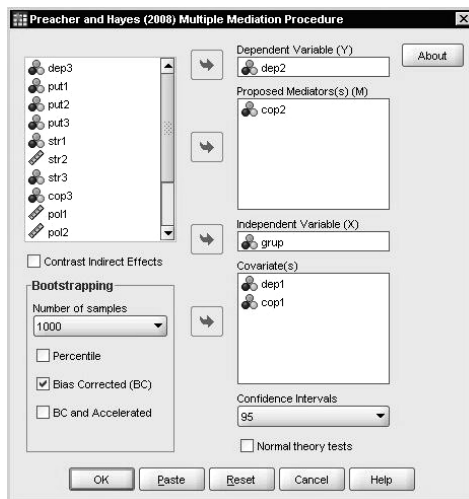 Preacher and Hayes (2008) Multiple Mediation Procedure
dep3
put1
put2
put3
str1
str2
str3
cop3
pol1
pol2
Contrast Indirect Effects
Bootstrapping
Number of samples
1000
Percentile
Bias Corrected (BC)
BC and Accelerated
Dependent Variable (Y)
dep2
Proposed Mediators(s) (M)
cop2
Independent Variable (X)
grup
Covariate(s)
dep1
cop1
Confidence Intervals
95
Normal theory tests
About
OK
Paste
Reset
Cancel
Help